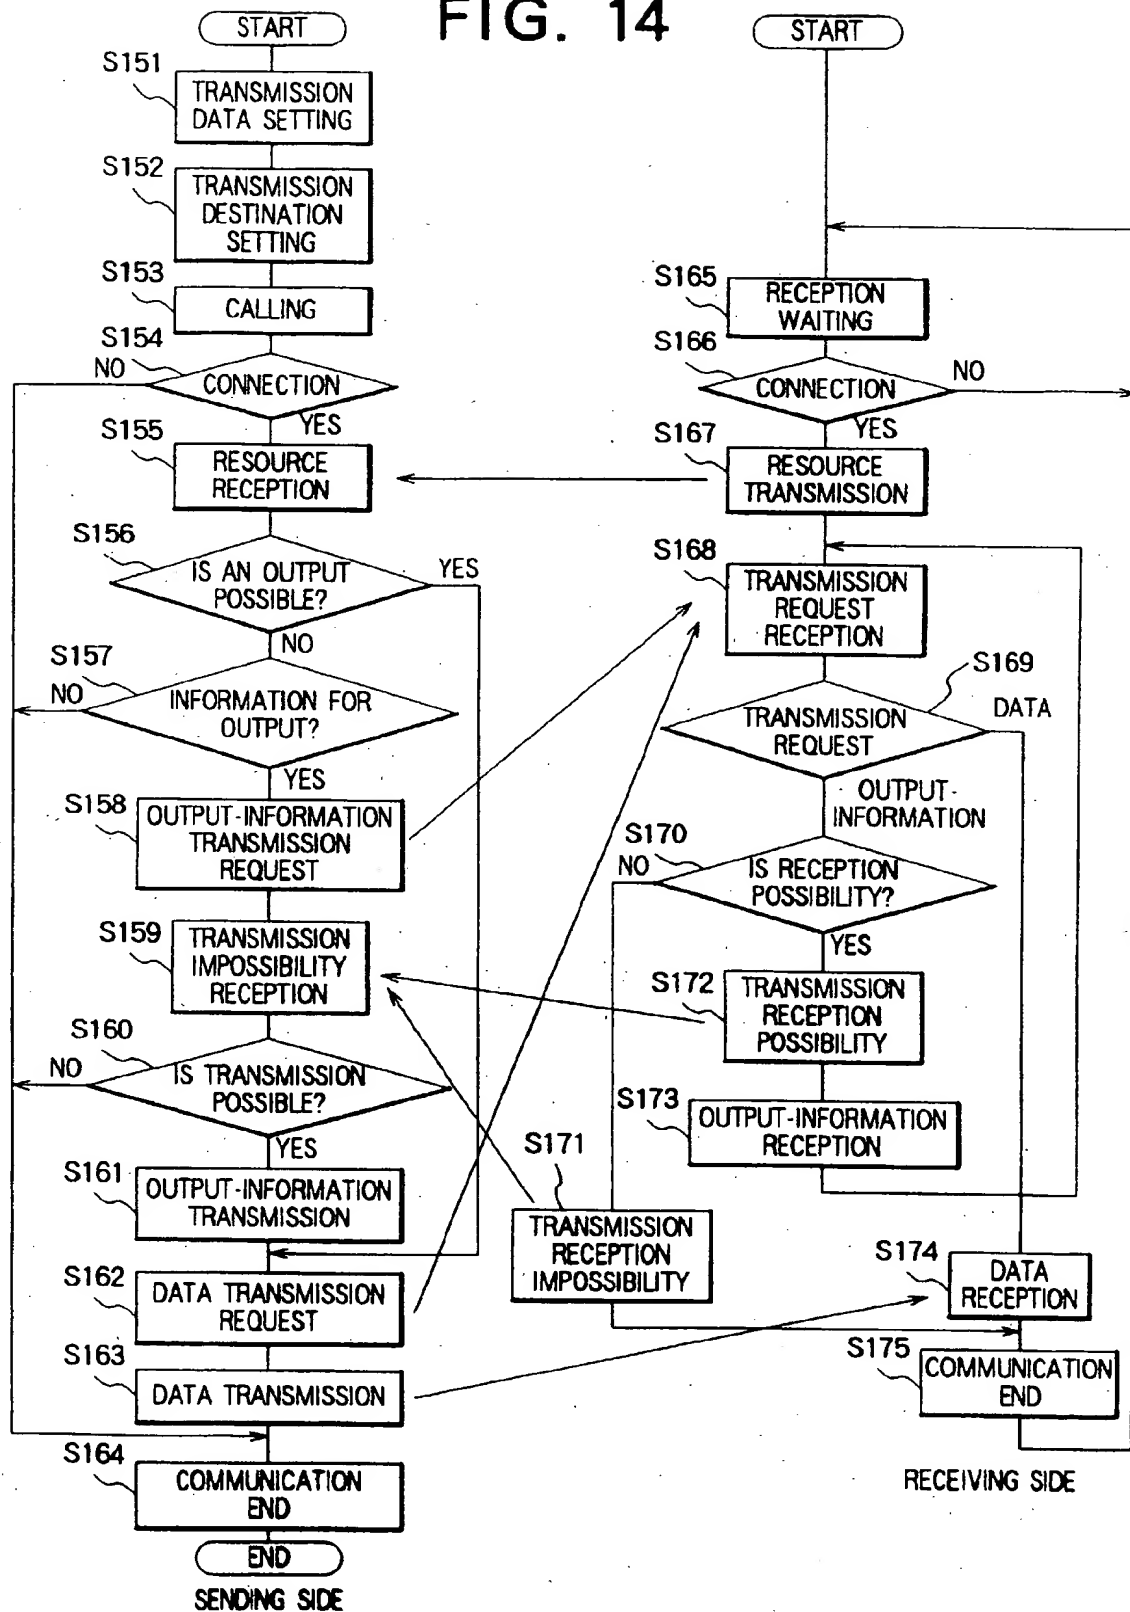 FIG. 14
START
S151
TRANSMISSION
DATA SETTING
S152
TRANSMISSION
DESTINATION
SETTING
S153
CALLING
S154
NO
CONNECTION
YES
S155
RESOURCE
RECEPTION
S156
IS AN OUTPUT
POSSIBLE?
YES
NO
S157
NO
INFORMATION FOR
OUTPUT?
YES
S158
OUTPUT-INFORMATION
TRANSMISSION
REQUEST
S159
TRANSMISSION
IMPOSSIBILITY
RECEPTION
S160
NO
IS TRANSMISSION
POSSIBLE?
YES
S161
OUTPUT-INFORMATION
TRANSMISSION
S162
DATA TRANSMISSION
REQUEST
S163
DATA TRANSMISSION
S164
COMMUNICATION
END
END
SENDING SIDE
START
S165
RECEPTION
WAITING
S166
CONNECTION
NO
YES
S167
RESOURCE
TRANSMISSION
S168
TRANSMISSION
REQUEST
RECEPTION
S169
TRANSMISSION
REQUEST
DATA
OUTPUT-
INFORMATION
S170
NO
IS RECEPTION
POSSIBILITY?
YES
S172
TRANSMISSION
RECEPTION
POSSIBILITY
S173
OUTPUT-INFORMATION
RECEPTION
S171
TRANSMISSION
RECEPTION
IMPOSSIBILITY
S174
DATA
RECEPTION
S175
COMMUNICATION
END
RECEIVING SIDE